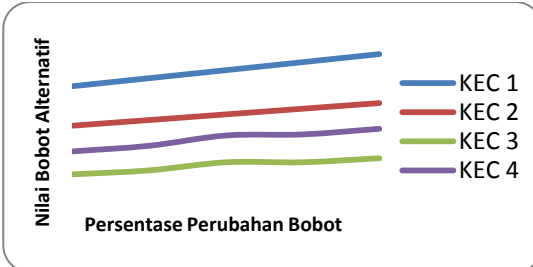 Nilai Bobot Alternatif
Persentase Perubahan Bobot
KEC 1
KEC 2
KEC 3
KEC 4